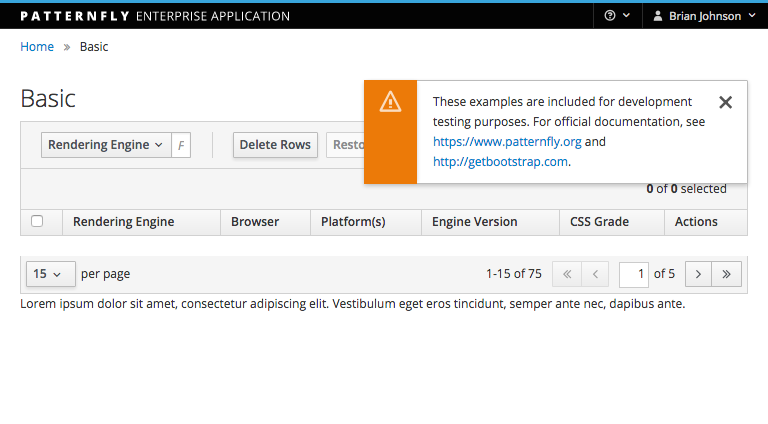 PATTERNFLY ENTERPRISE APPLICATION
Brian Johnson
Home » Basic
Basic
These examples are included for development
testing purposes. For official documentation, see
https://www.patternfly.org and
http://getbootstrap.com.
Rendering Engine F Delete Rows Resto
0 of 0 selected
Rendering Engine Browser Platform(s) Engine Version CSS Grade Actions
15 per page 1-15 of 75 1 of 5
Lorem ipsum dolor sit amet, consectetur adipiscing elit. Vestibulum eget eros tincidunt, semper ante nec, dapibus ante.